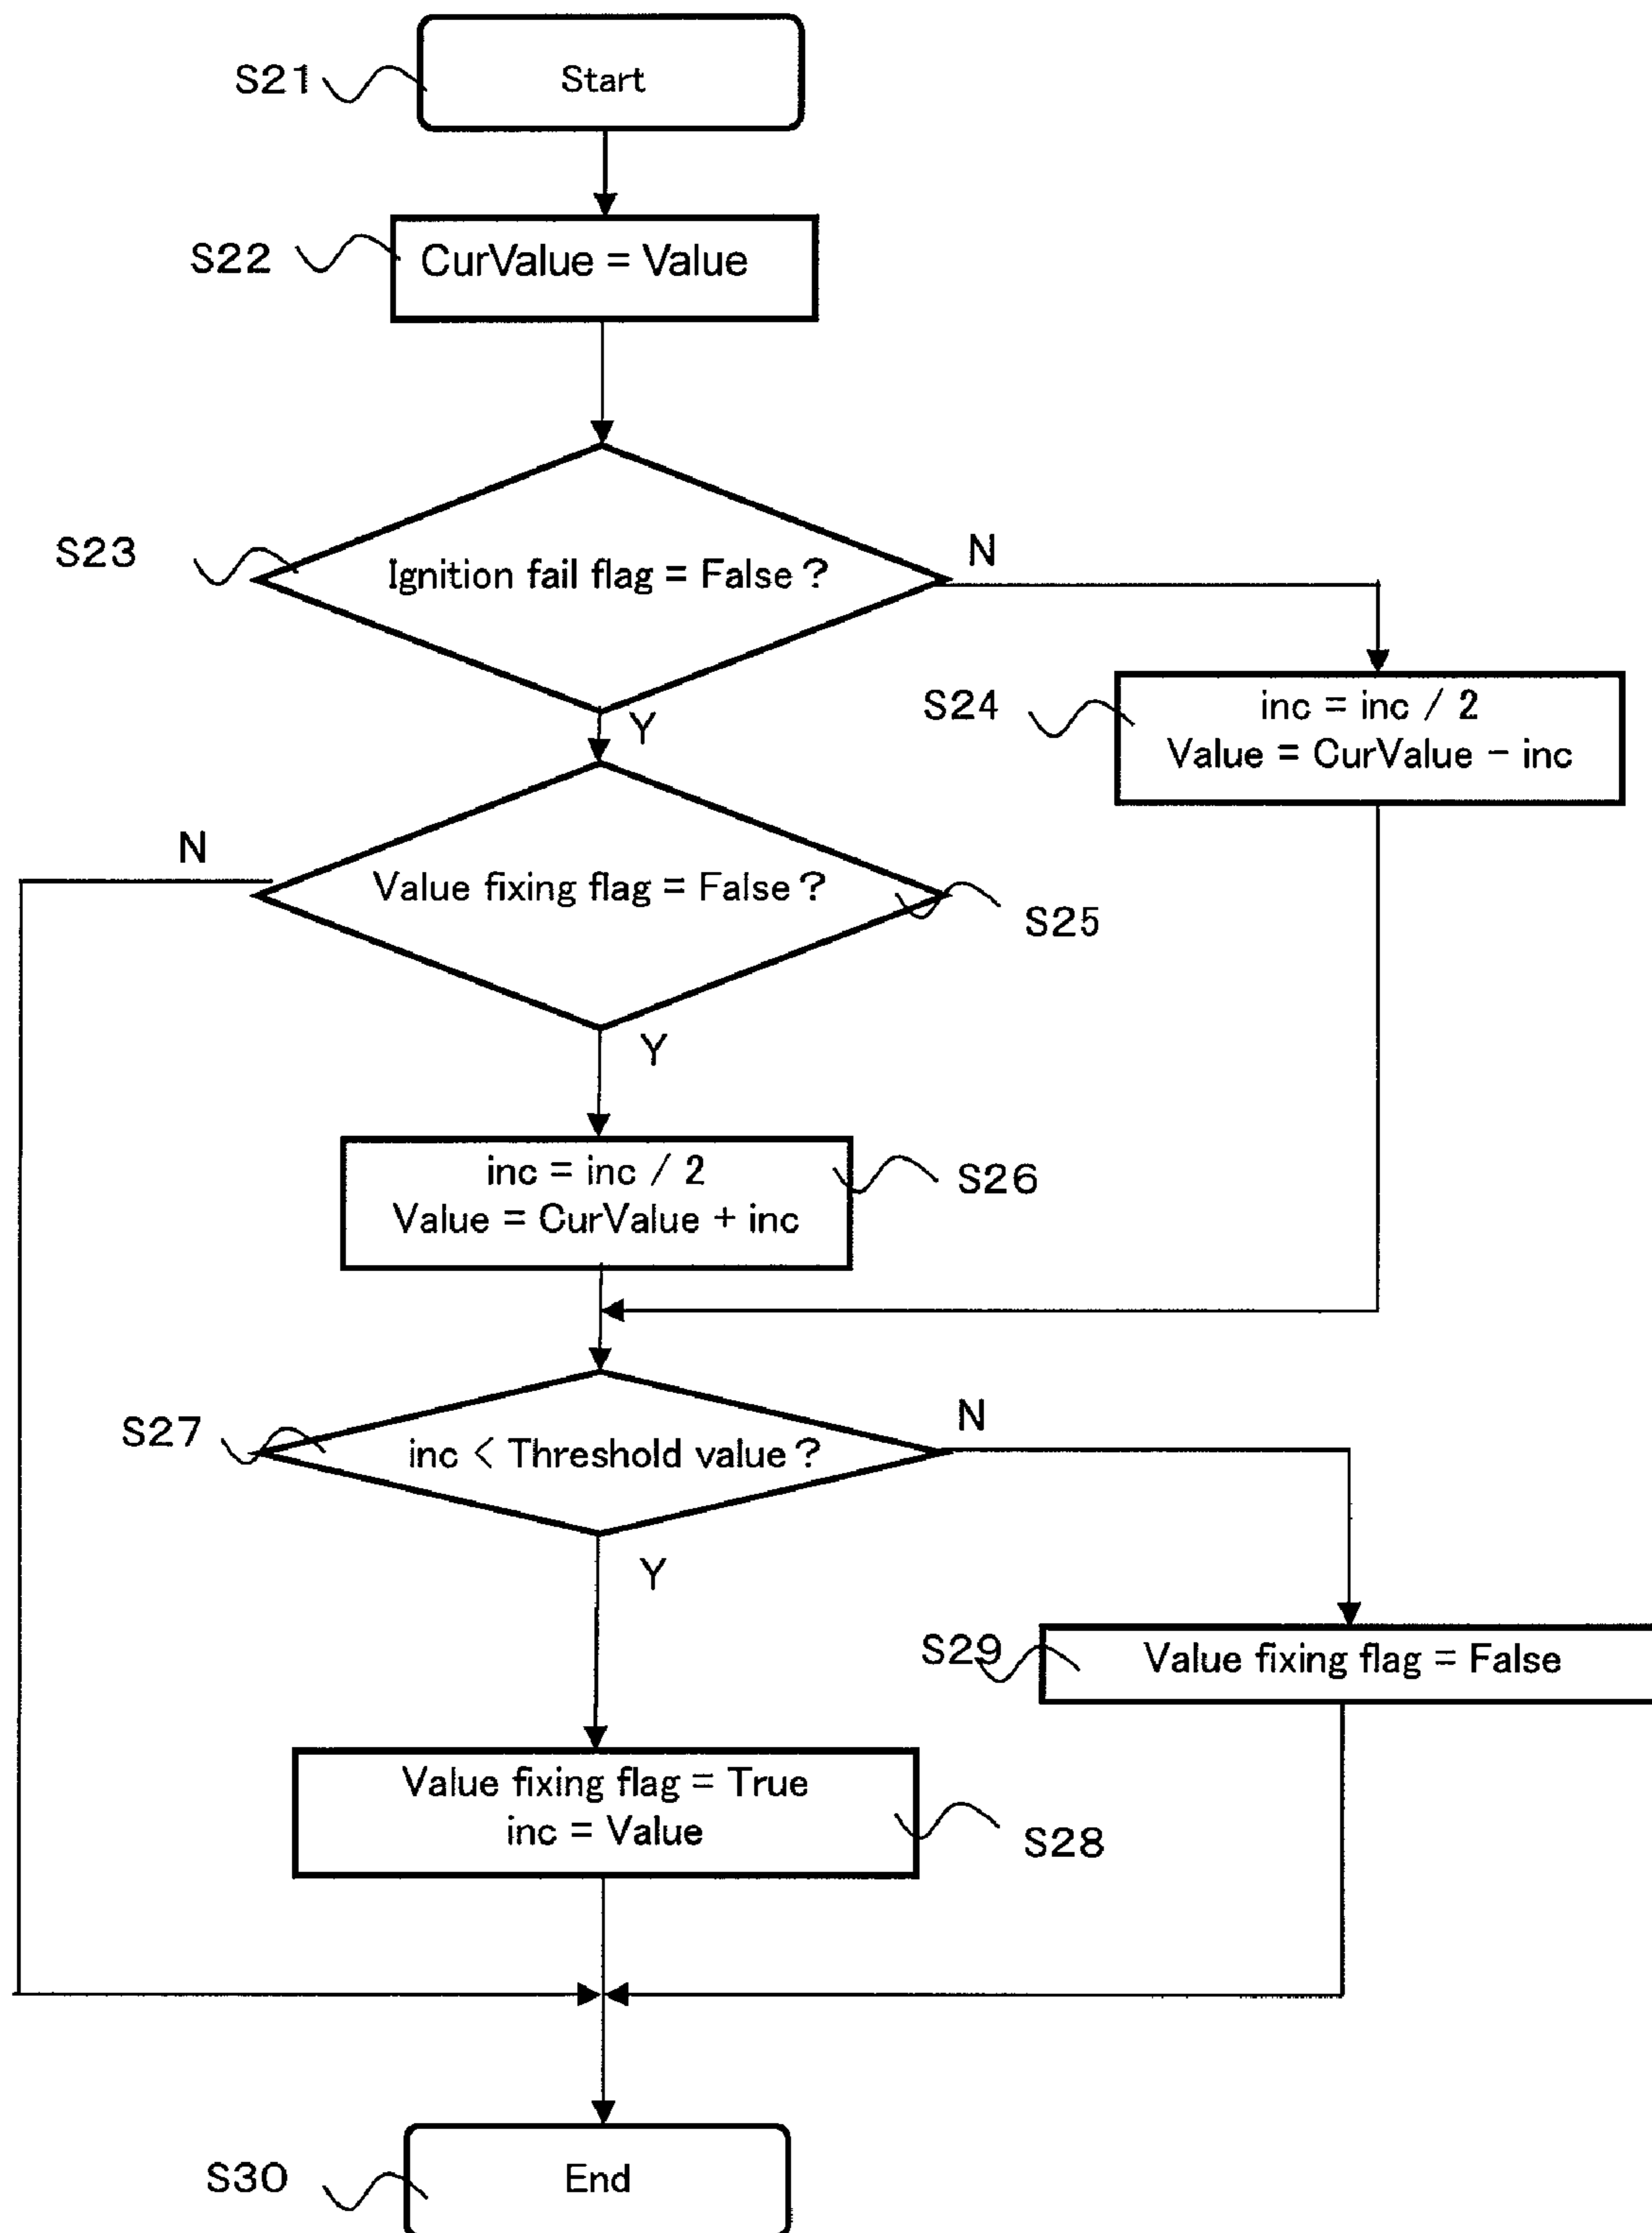 S21
Start
S22
CurValue = Value
S23
Ignition fail flag = False?
N
Y
S24
inc = inc / 2
Value = CurValue - inc
N
Value fixing flag = False?
S25
Y
inc = inc / 2
Value = CurValue + inc
S26
S27
inc < Threshold value?
N
Y
S29
Value fixing flag = False
Value fixing flag = True
inc = Value
S28
S30
End